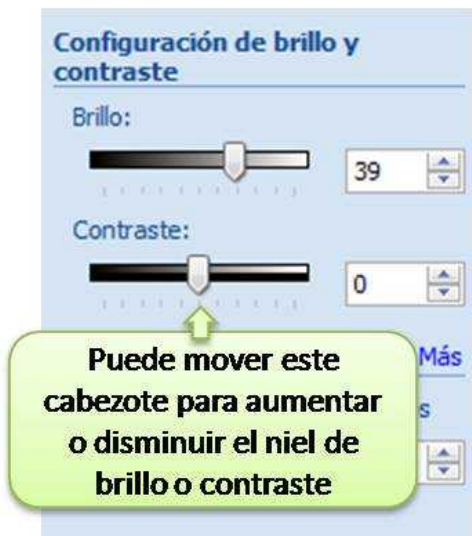 Configuración de brillo y
contraste
Brillo:
39
Contraste:
0
Más
s
Puede mover este
cabezote para aumentar
o disminuir el niel de
brillo o contraste